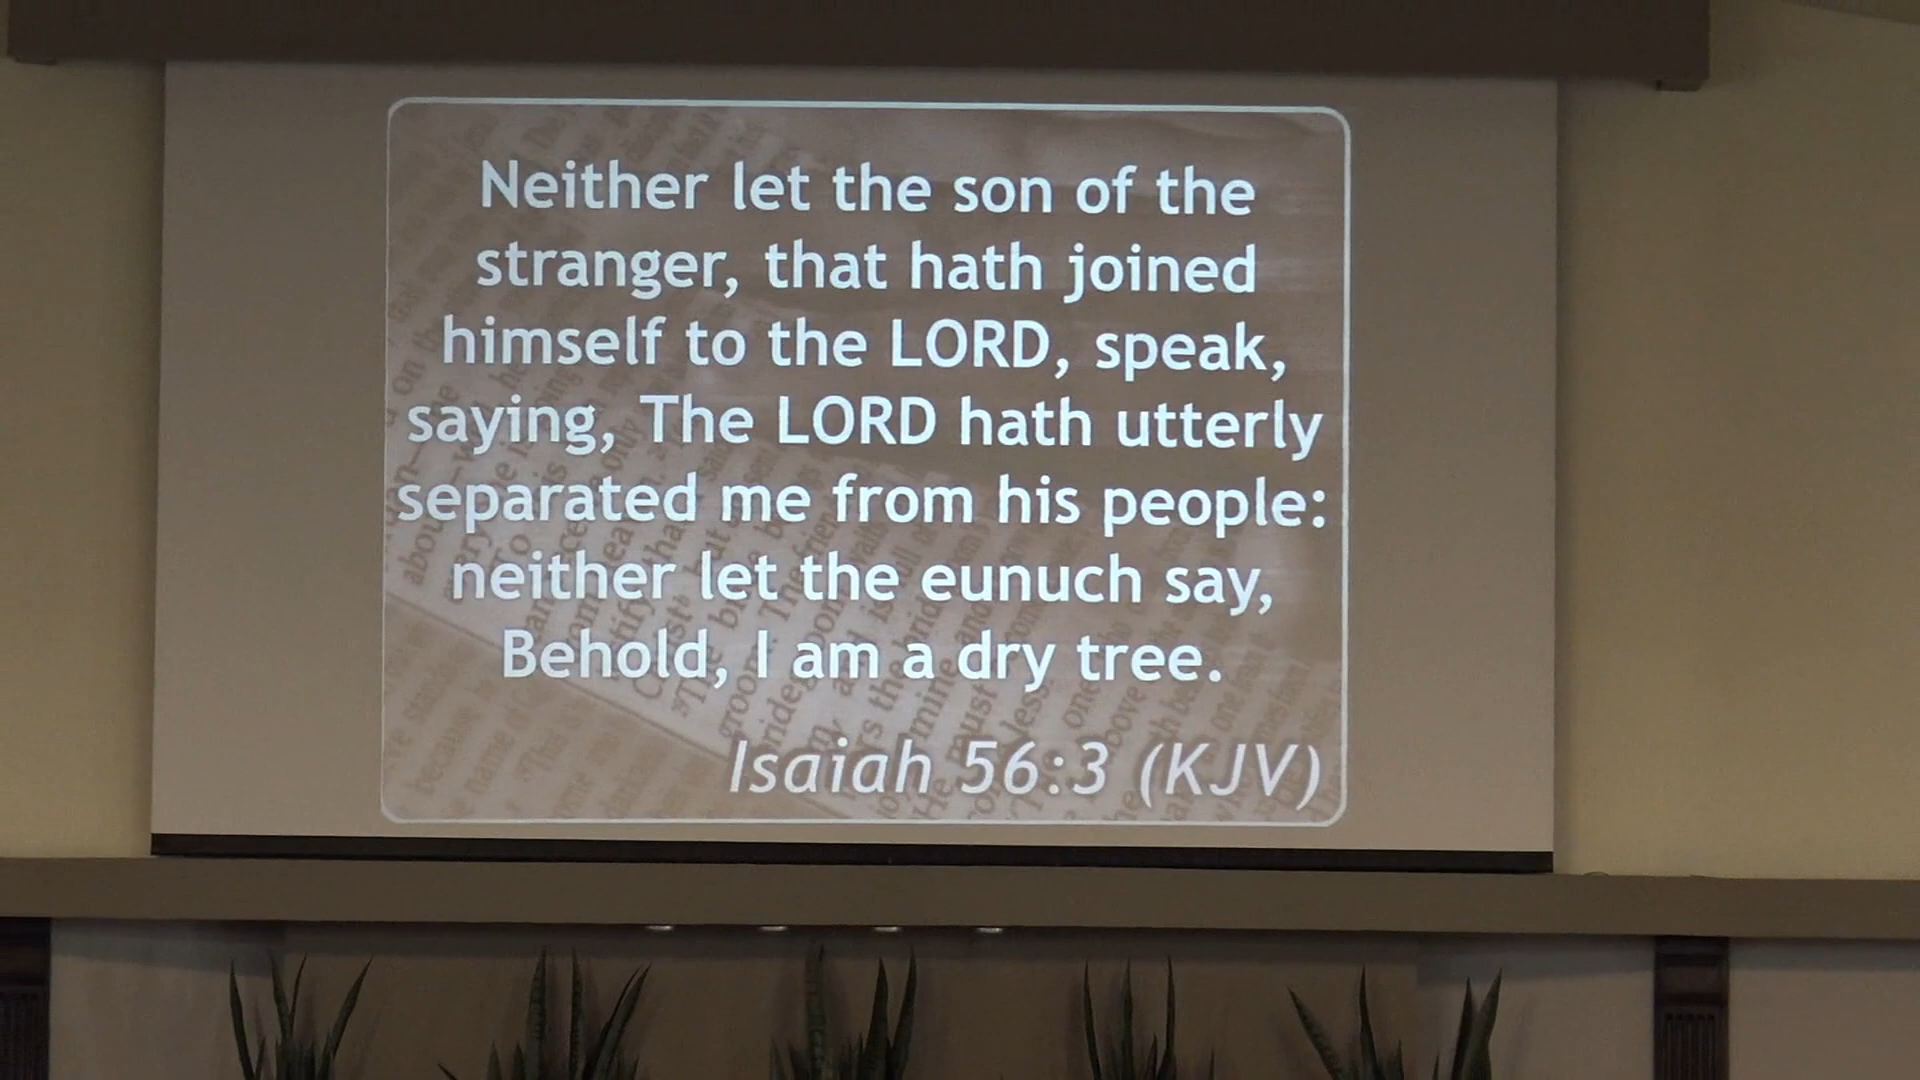 Neither let the son of the
stranger, that hath joined
himself to the LORD, speak,
saying, The LORD hath utterly
separated me from his people:
neither let the eunuch say,
Behold, I am a dry tree.
Isaiah 56:3 (KJV)